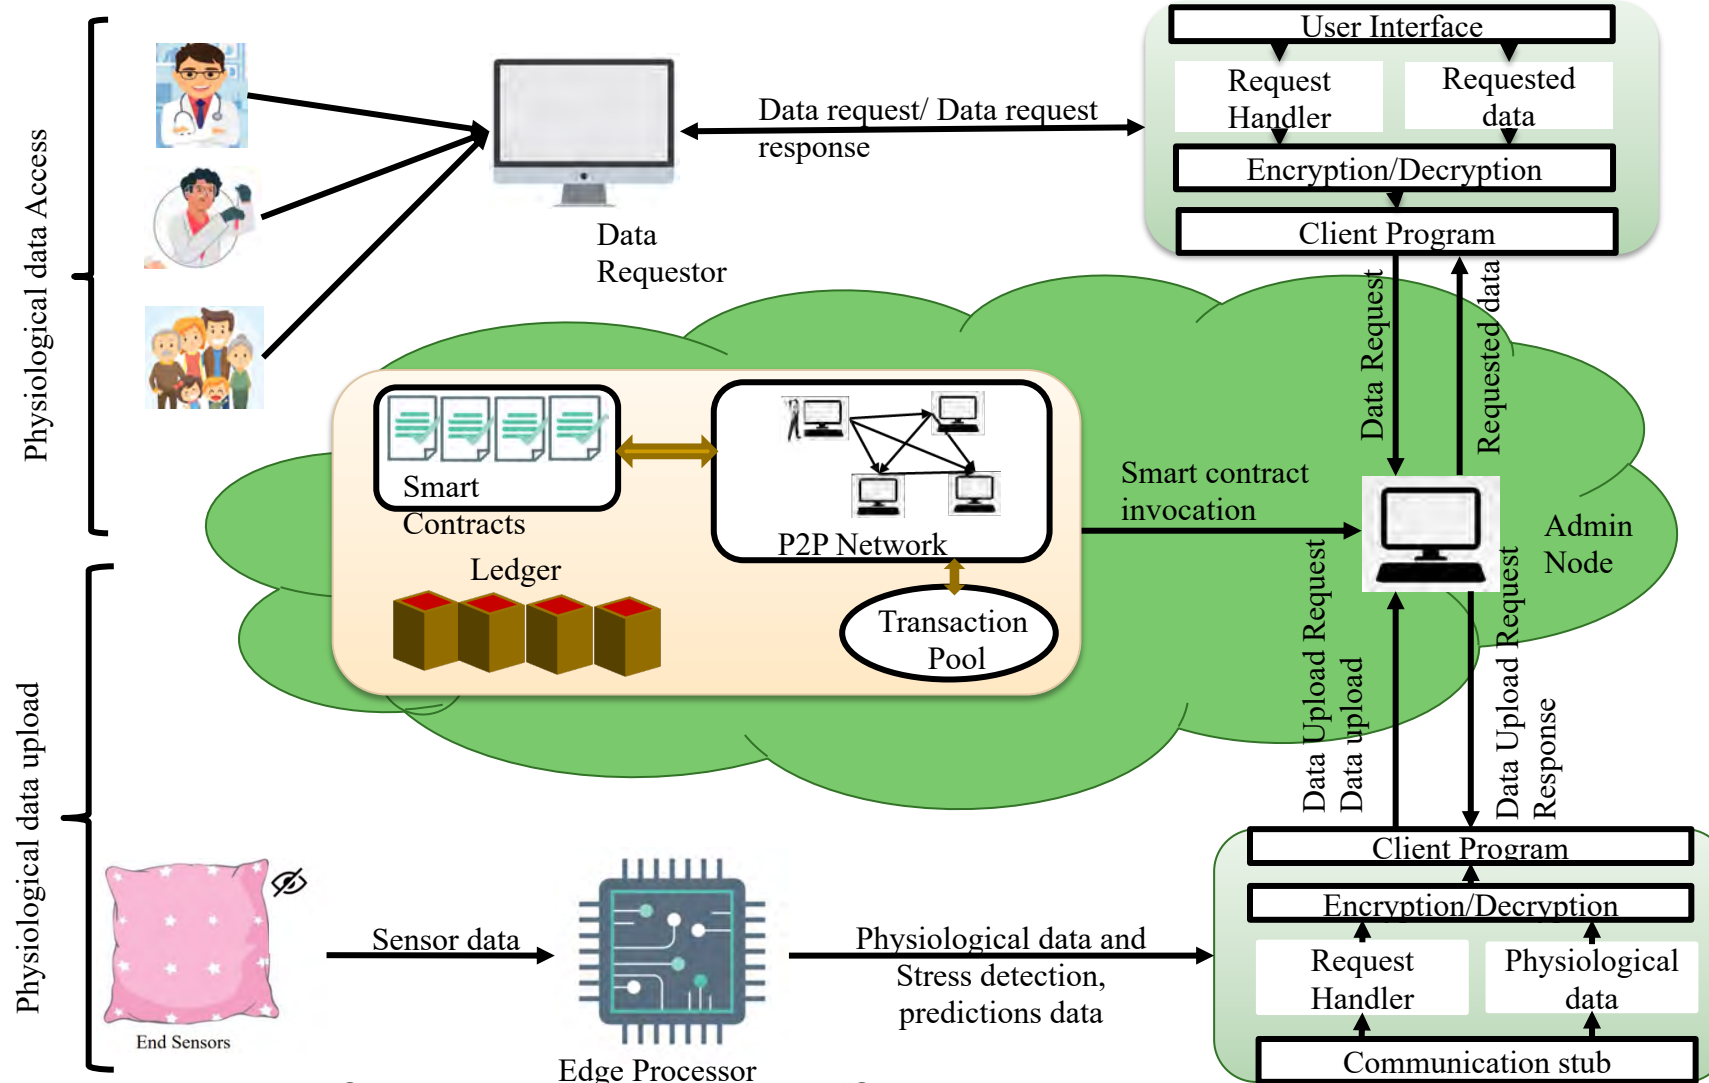 User Interface
Request
Handler
Requested
data
Encryption/Decryption
Client Program
Data request/ Data request
response
Data
Requestor
Physiological data Access
Data Request
Requested data
Smart
Contracts
P2P Network
Ledger
Transaction
Pool
Smart contract
invocation
Admin
Node
Data Upload Request
Data upload
Data Upload Request
Response
Physiological data upload
End Sensors
Sensor data
Edge Processor
Physiological data and
Stress detection,
predictions data
Client Program
Encryption/Decryption
Request
Handler
Physiological
data
Communication stub